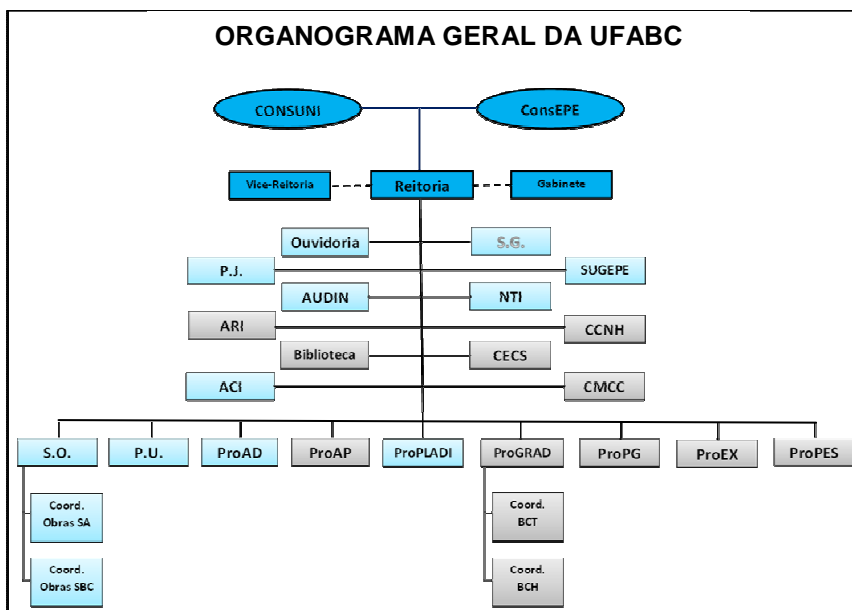 ORGANOGRAMA GERAL DA UFABC
CONSUNI
ConsEPE
Vice-Reitoria
Reitoria
Gabinete
Ouvidoria
S.G.
P.J.
SUGEPE
AUDIN
NTI
ARI
CCNH
Biblioteca
CECS
ACI
CMCC
S.O.
P.U.
ProAD
ProAP
ProPLADI
ProGRAD
ProPG
ProEX
ProPES
Coord.
Obras SA
Coord.
BCT
Coord.
Obras SBC
Coord.
BCH